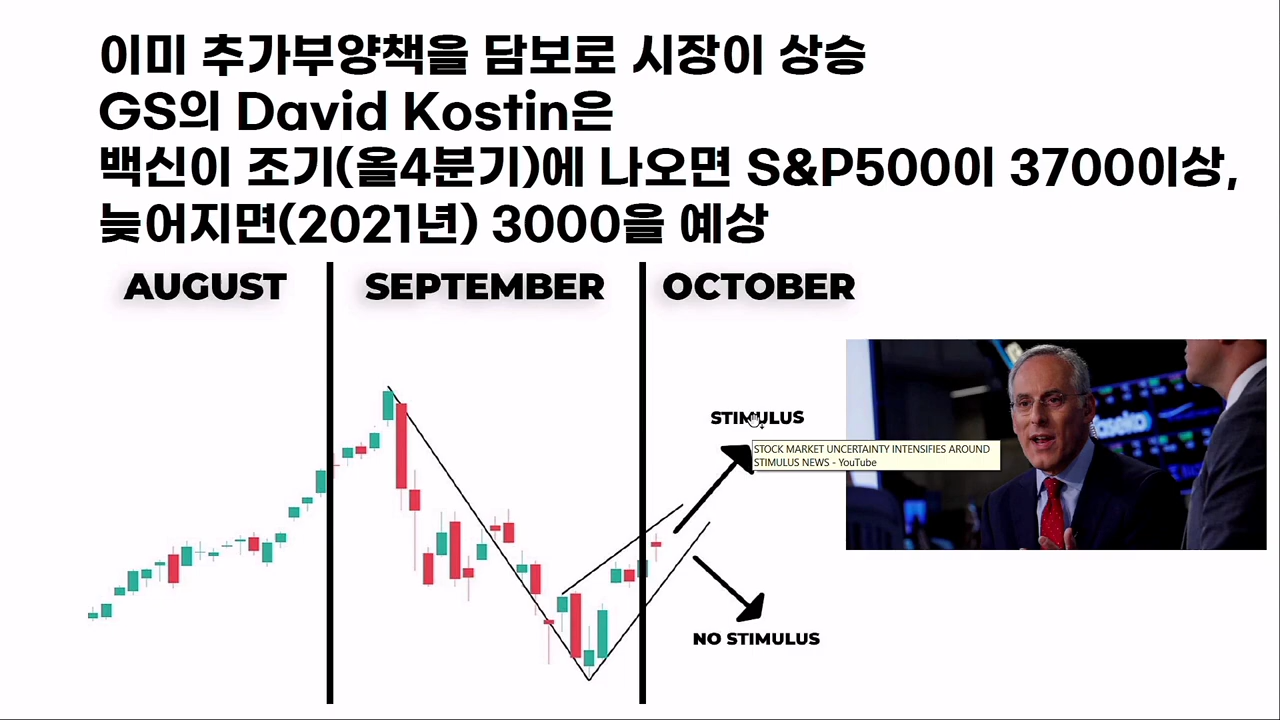 이미 추가부양책을 담보로 시장이 상승
GS의 David Kostin은
백신이 조기(올4분기)에 나오면 S&P500이 3700이상,
늦어지면(2021년) 3000을 예상
AUGUST
SEPTEMBER
OCTOBER
STIMULUS
STOCK MARKET UNCERTAINTY INTENSIFIES AROUND
STIMULUS NEWS - YouTube
NO STIMULUS